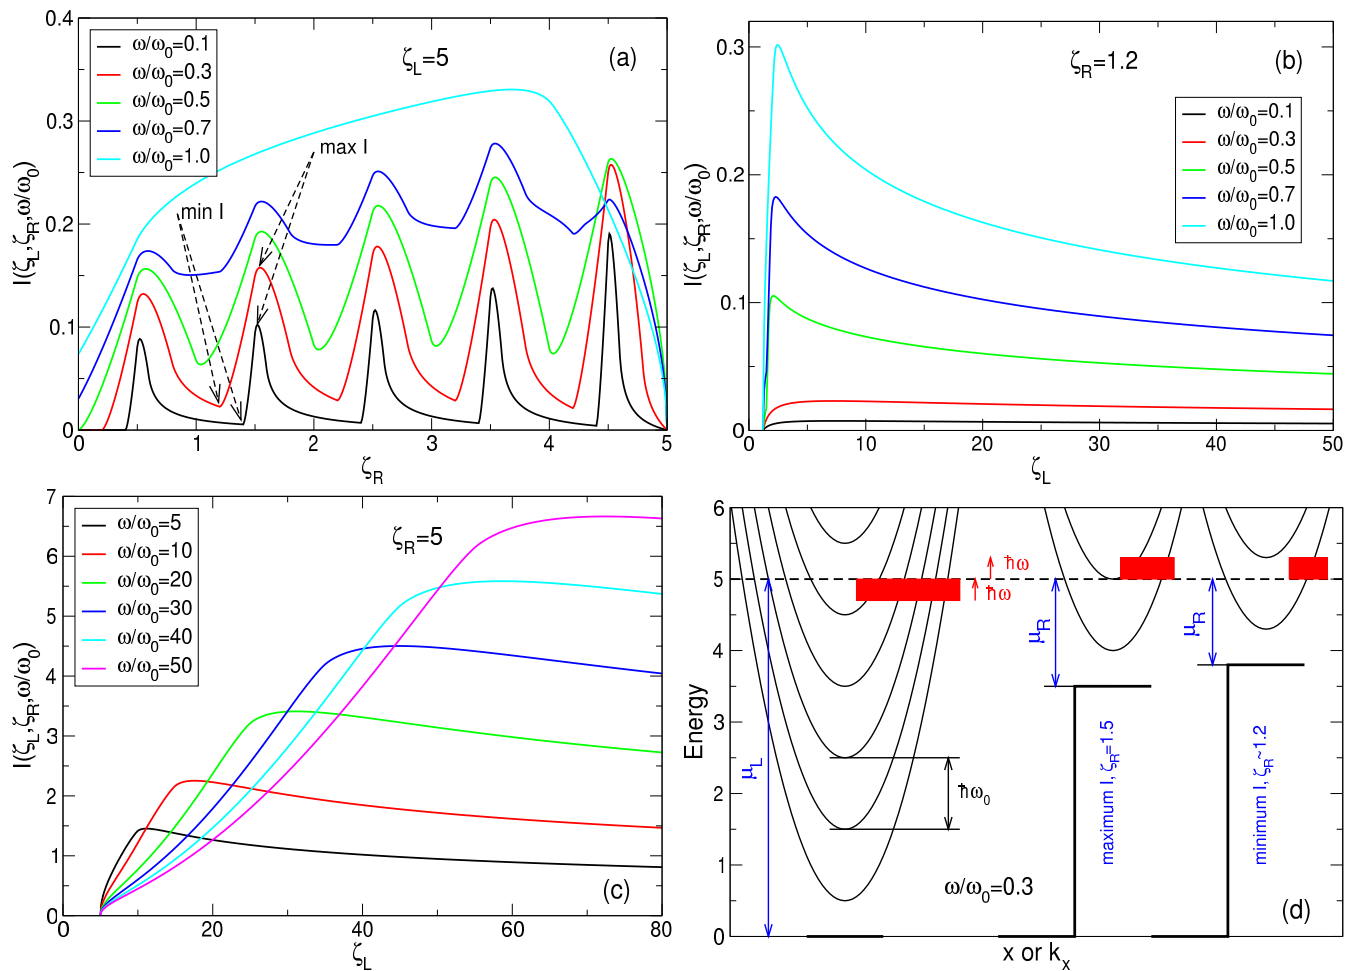 0.4
0.3
0.2
0.1
0
I(ζL,ζR,ω/ω0)
ω/ω0=0.1
ω/ω0=0.3
ω/ω0=0.5
ω/ω0=0.7
ω/ω0=1.0
ζL=5
(a)
max I
min I
0 1 2 3 4 5
ζR
0.3
0.2
0.1
0
I(ζL,ζR,ω/ω0)
ζR=1.2
(b)
ω/ω0=0.1
ω/ω0=0.3
ω/ω0=0.5
ω/ω0=0.7
ω/ω0=1.0
0 10 20 30 40 50
ζL
7
6
5
4
3
2
1
0
I(ζL,ζR,ω/ω0)
ω/ω0=5
ω/ω0=10
ω/ω0=20
ω/ω0=30
ω/ω0=40
ω/ω0=50
ζR=5
(c)
0 20 40 60 80
ζL
6
5
4
3
2
1
0
Energy
μL
ħω
ħω
μR
μR
ħω0
maximum I, ζR=1.5
minimum I, ζR~1.2
ω/ω0=0.3
(d)
x or kx